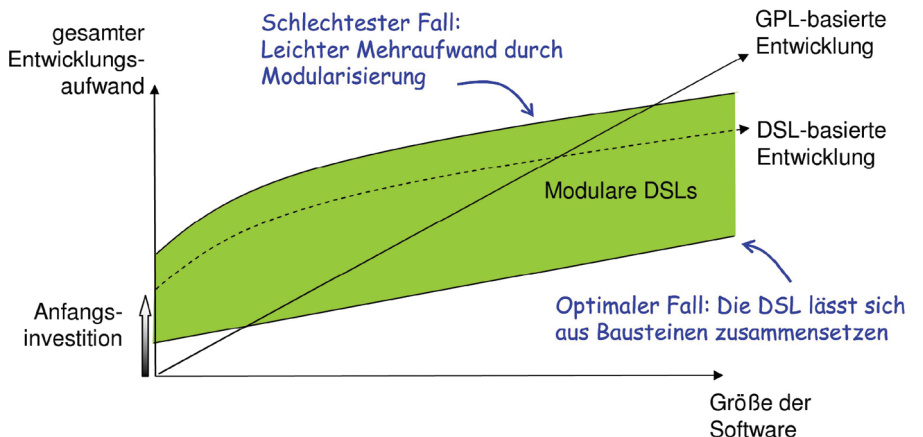 gesamter
Entwicklungs-
aufwand
Schlechtester Fall:
Leichter Mehraufwand durch
Modularisierung
GPL-basierte
Entwicklung
DSL-basierte
Entwicklung
Modulare DSLs
Anfangs-
investition
Optimaler Fall: Die DSL lässt sich
aus Bausteinen zusammensetzen
Größe der
Software